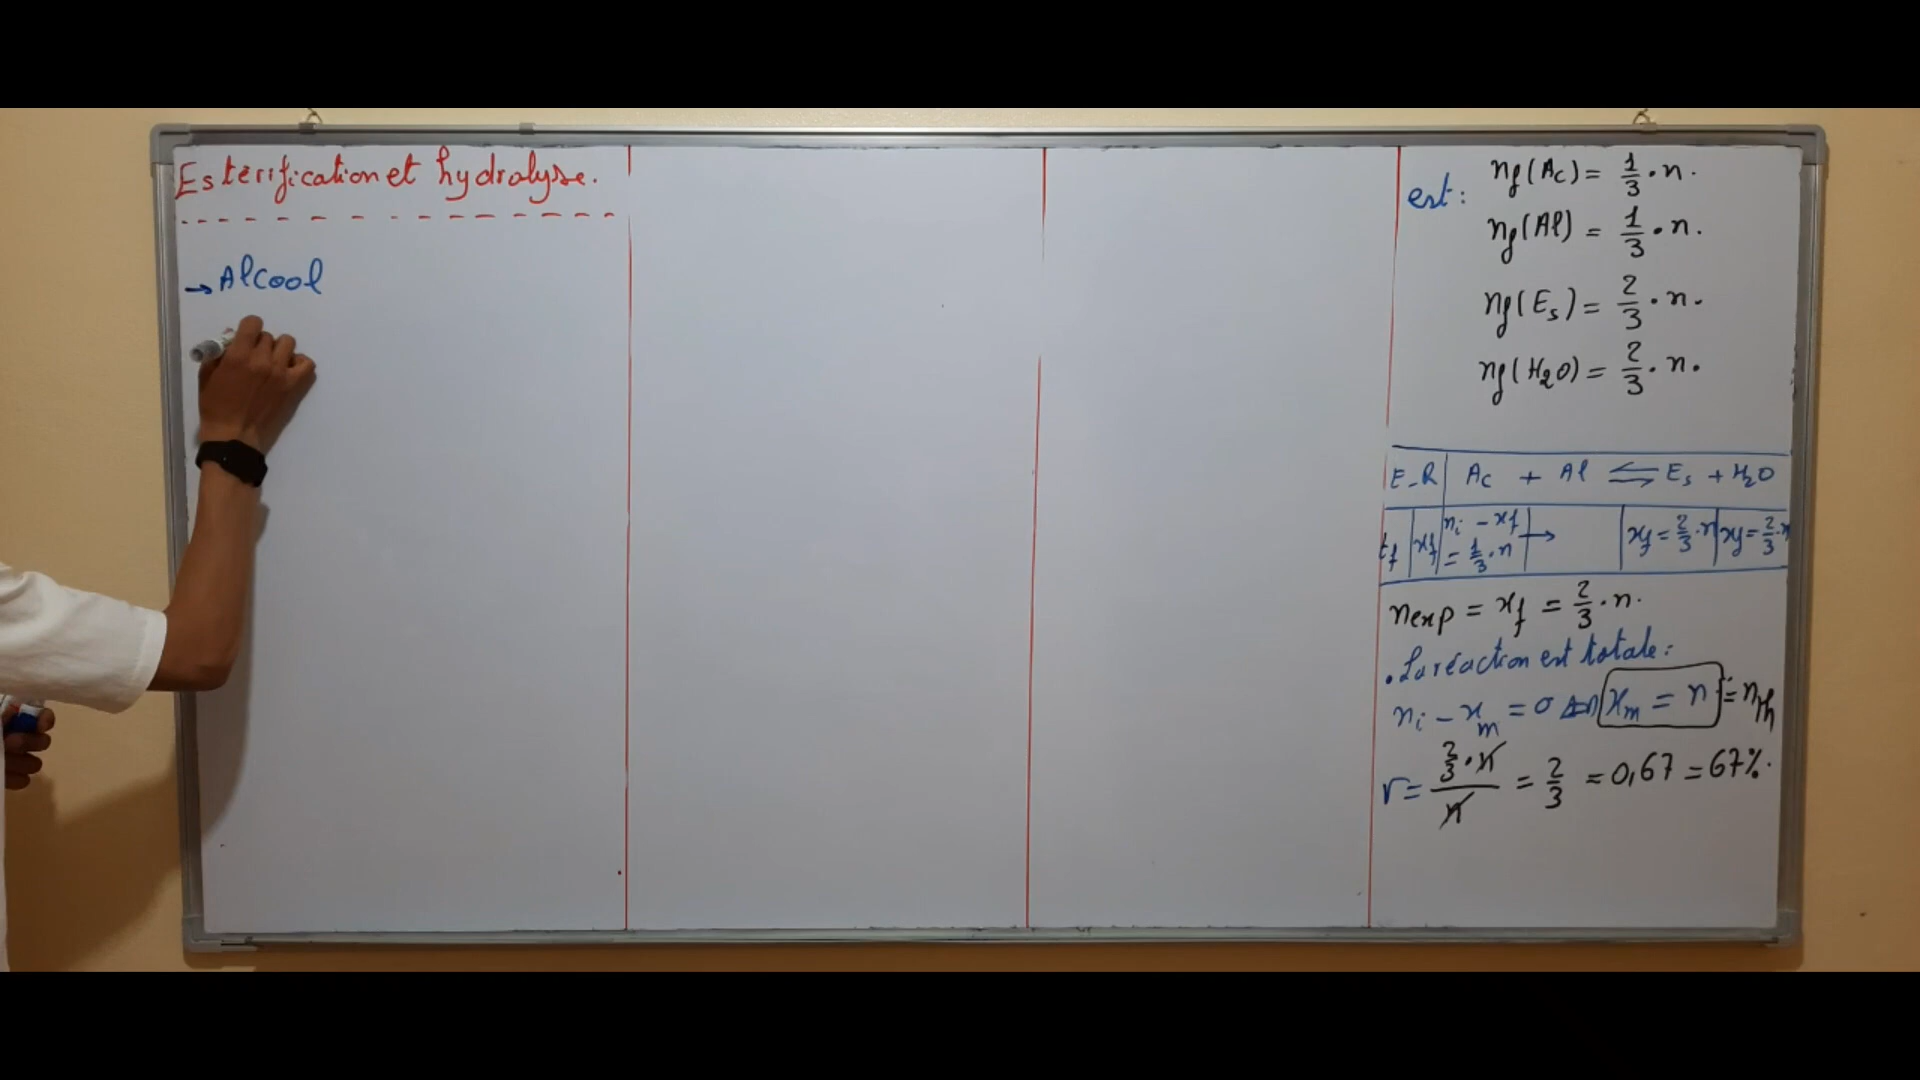 Estérification et hydrolyse.
→ Alcool
est : nf(Ac) = 1/3 · n.
nf(Al) = 1/3 · n.
nf(Es) = 2/3 · n.
nf(H₂O) = 2/3 · n.
E-R | Ac + Al ⇌ Es + H₂O
tf | xf | ni - xf = 1/3 · n | → | xf = 2/3 · n | xf = 2/3 · n
nexp = xf = 2/3 · n.
. La réaction est totale :
ni - xm = 0 ⇔ xm = n = nth
r = (2/3 · n) / n = 2/3 = 0,67 = 67%.